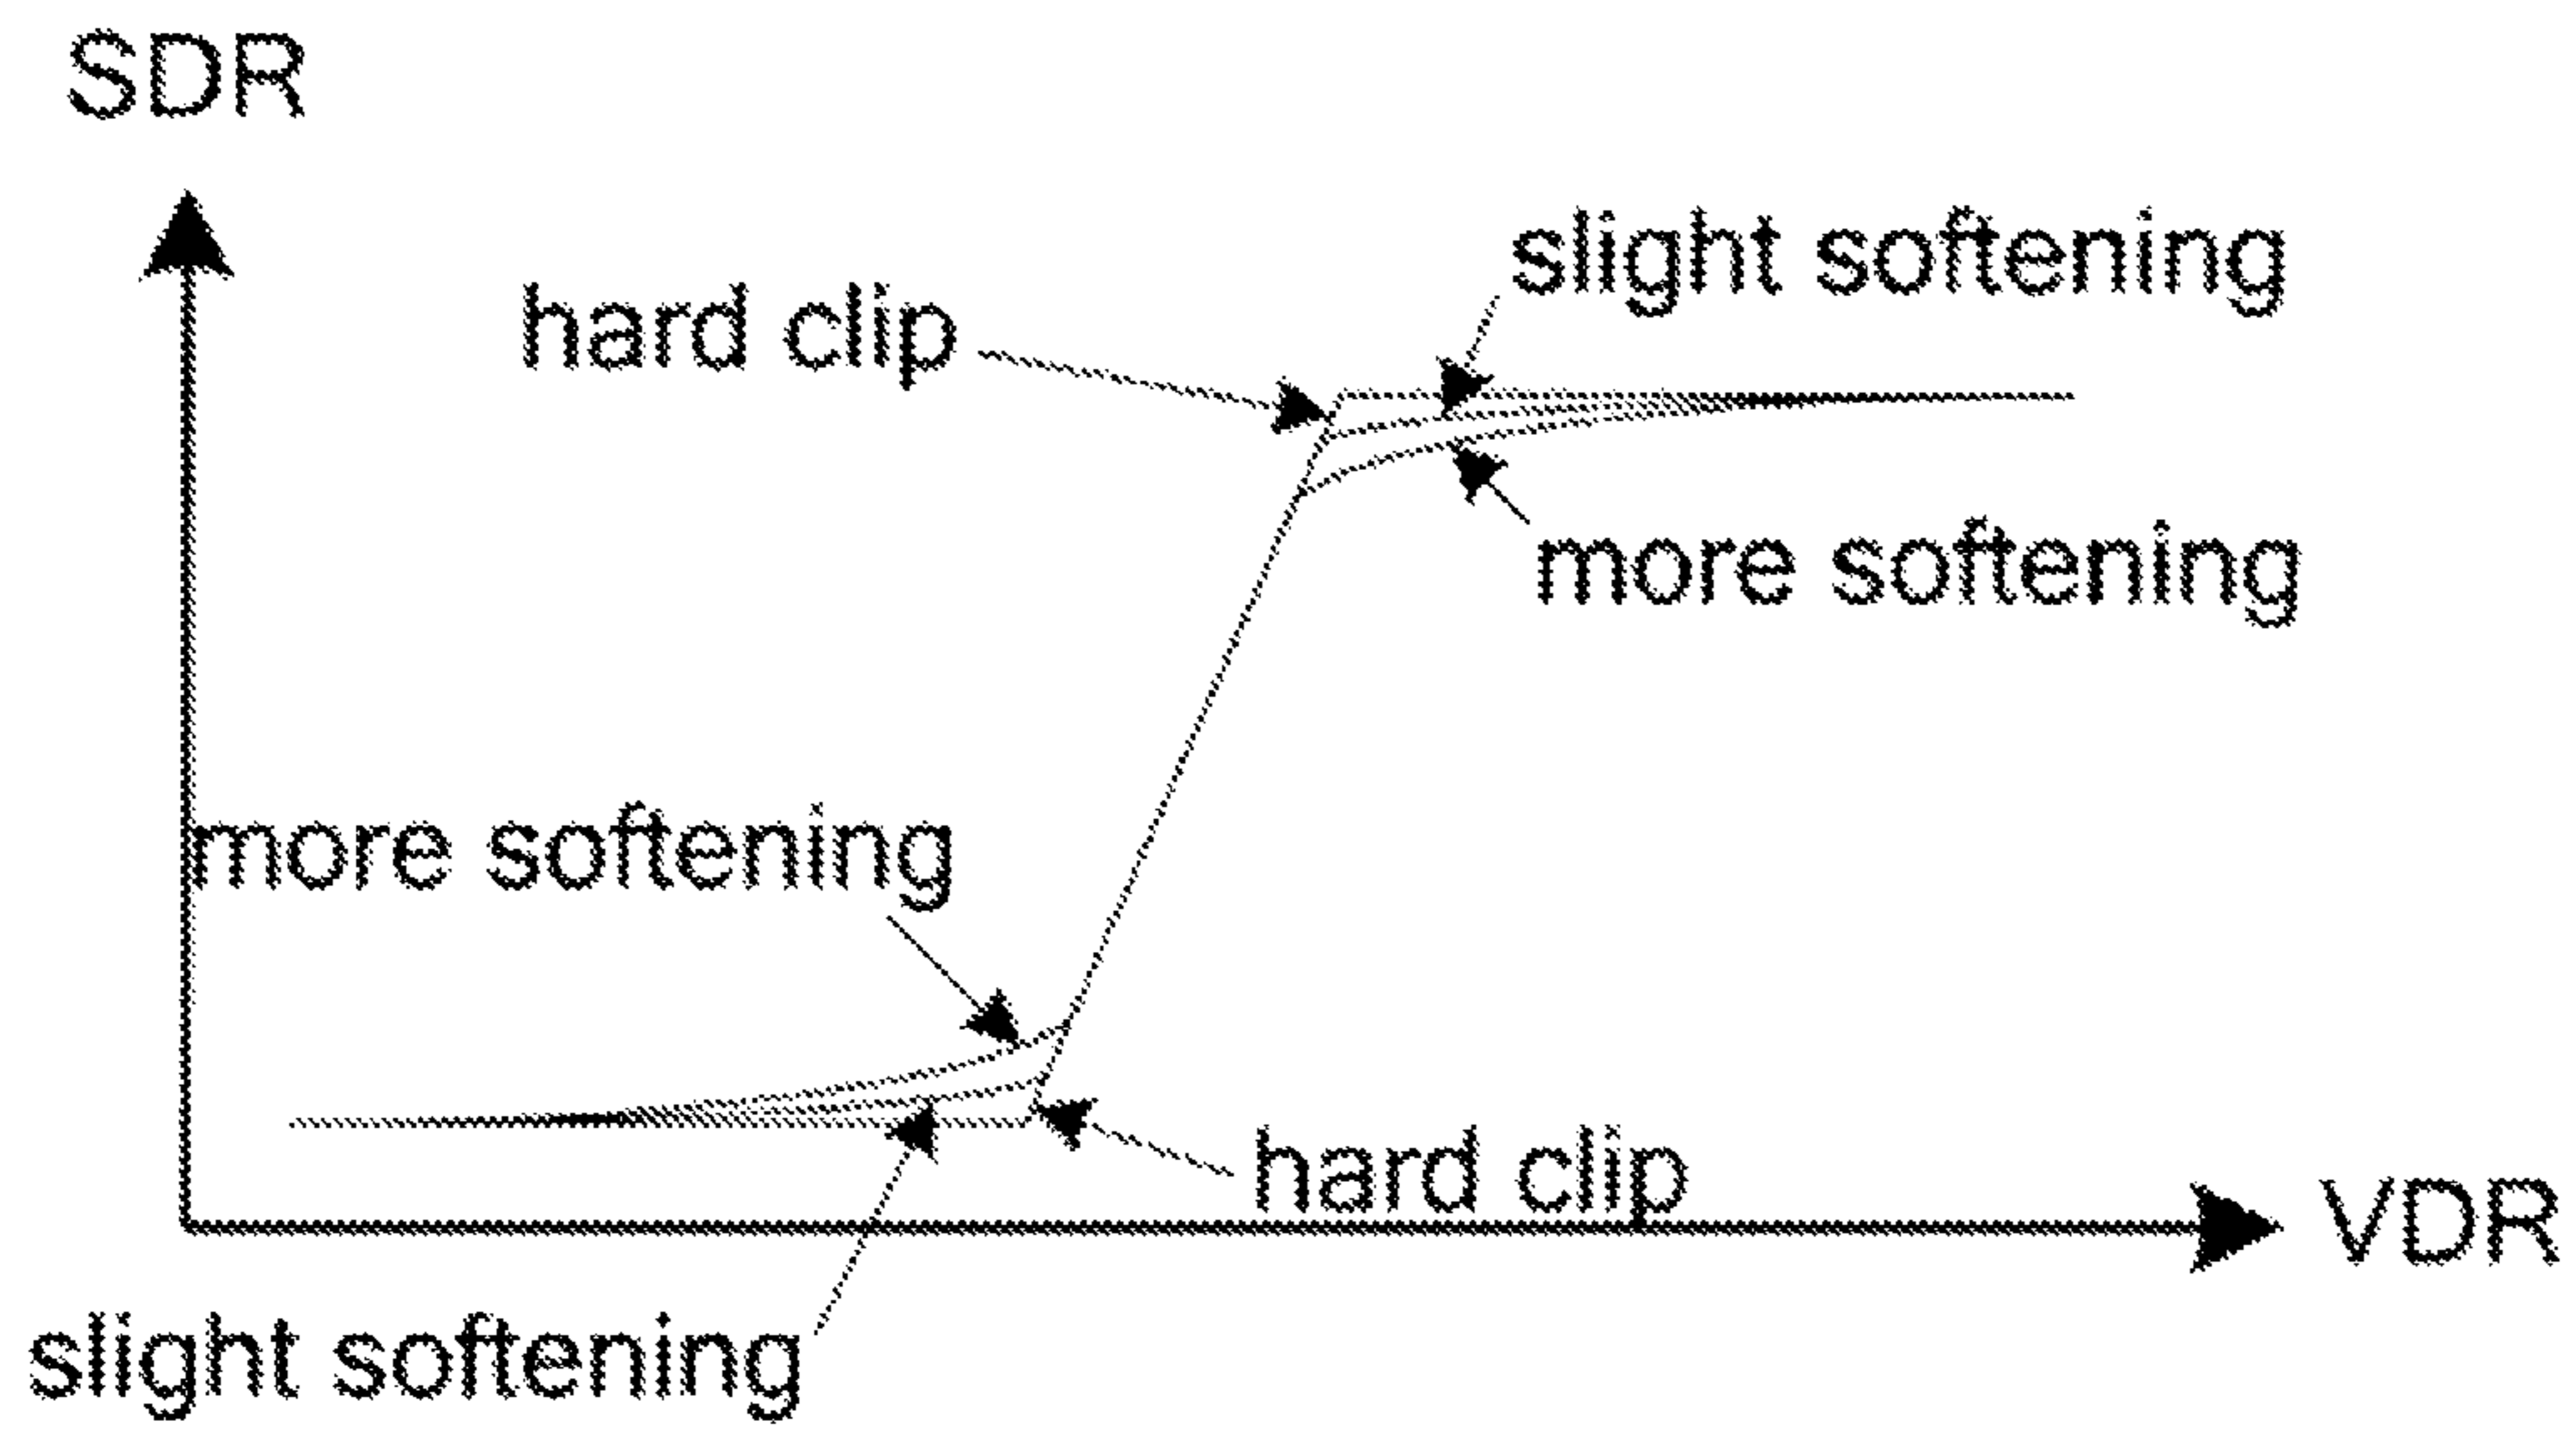 SDR
slight softening
hard clip
more softening
more softening
hard clip
VDR
slight softening